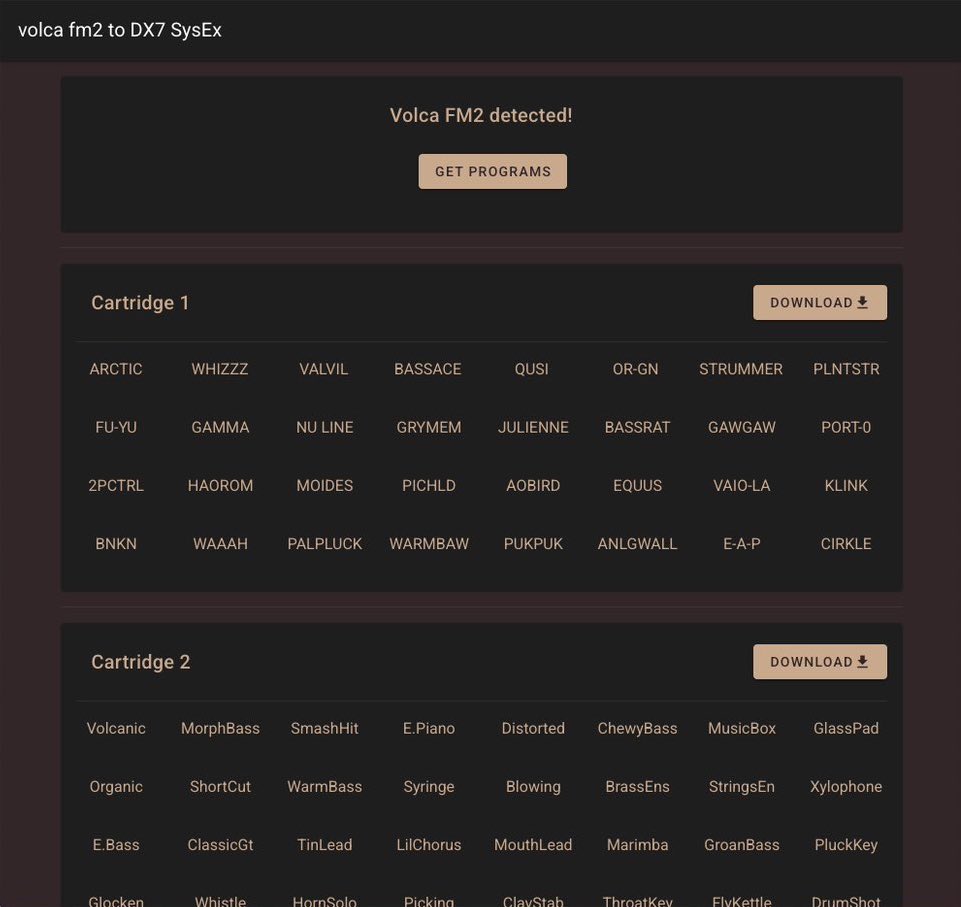 volca fm2 to DX7 SysEx
Volca FM2 detected!
GET PROGRAMS
Cartridge 1
DOWNLOAD
ARCTIC WHIZZZ VALVIL BASSACE QUSI OR-GN STRUMMER PLNTSTR
FU-YU GAMMA NU LINE GRYMEM JULIENNE BASSRAT GAWGAW PORT-0
2PCTRL HAOROM MOIDES PICHLD AOBIRD EQUUS VAIO-LA KLINK
BNKN WAAAH PALPLUCK WARMBAW PUKPUK ANLGWALL E-A-P CIRKLE
Cartridge 2
DOWNLOAD
Volcanic MorphBass SmashHit E.Piano Distorted ChewyBass MusicBox GlassPad
Organic ShortCut WarmBass Syringe Blowing BrassEns StringsEn Xylophone
E.Bass ClassicGt TinLead LilChorus MouthLead Marimba GroanBass PluckKey
Glocken Whistle HornSolo Picking ClavStab ThroatKey FlyKettle DrumShot